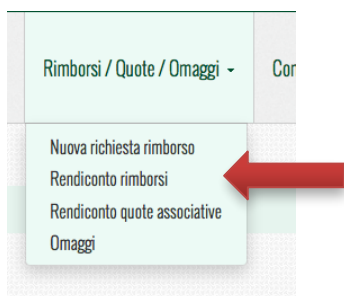 Rimborsi / Quote / Omaggi
Nuova richiesta rimborso
Rendiconto rimborsi
Rendiconto quote associative
Omaggi